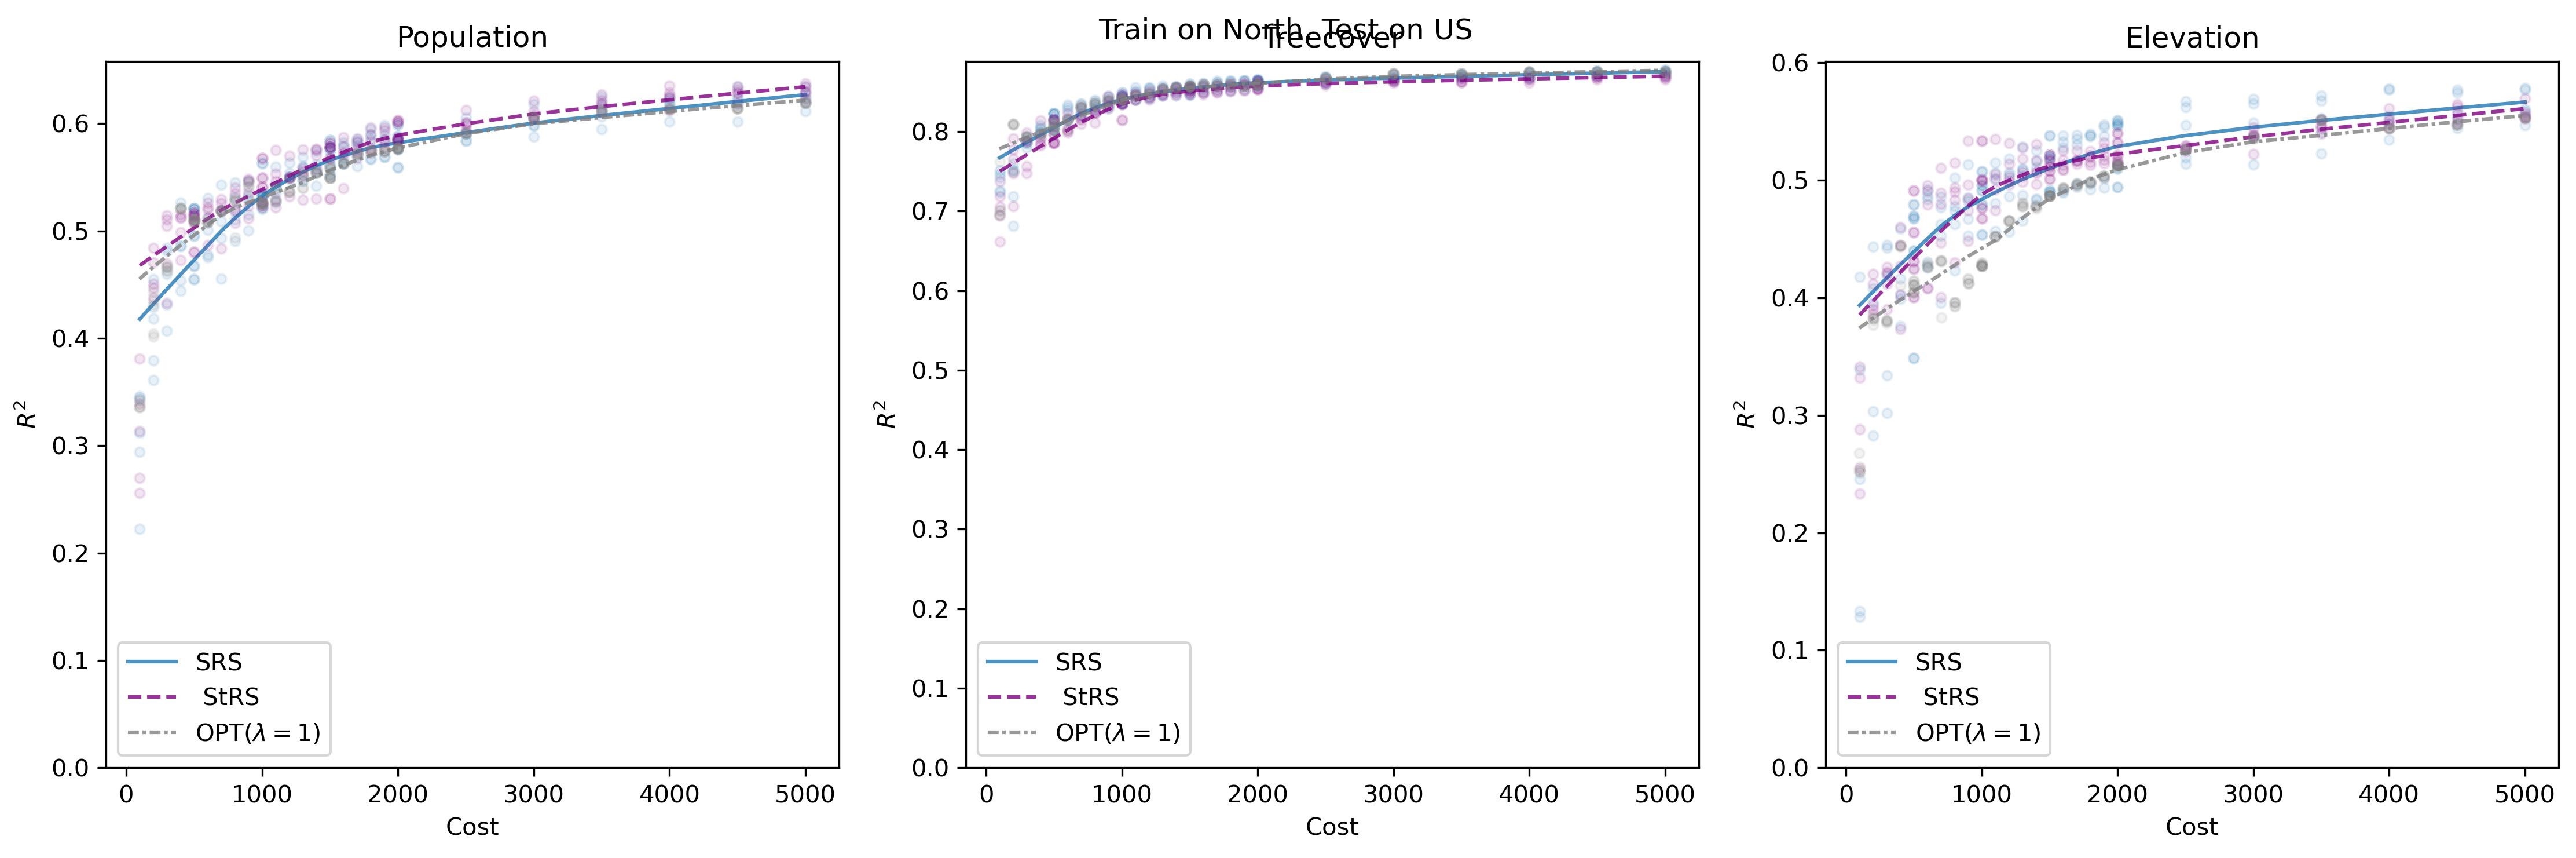 Train on North, Test on US
Population
Treecover
Elevation
R²
0.6
0.5
0.4
0.3
0.2
0.1
0.0
SRS
StRS
OPT(λ = 1)
0 1000 2000 3000 4000 5000
Cost
R²
0.8
0.7
0.6
0.5
0.4
0.3
0.2
0.1
0.0
SRS
StRS
OPT(λ = 1)
0 1000 2000 3000 4000 5000
Cost
R²
0.6
0.5
0.4
0.3
0.2
0.1
0.0
SRS
StRS
OPT(λ = 1)
0 1000 2000 3000 4000 5000
Cost